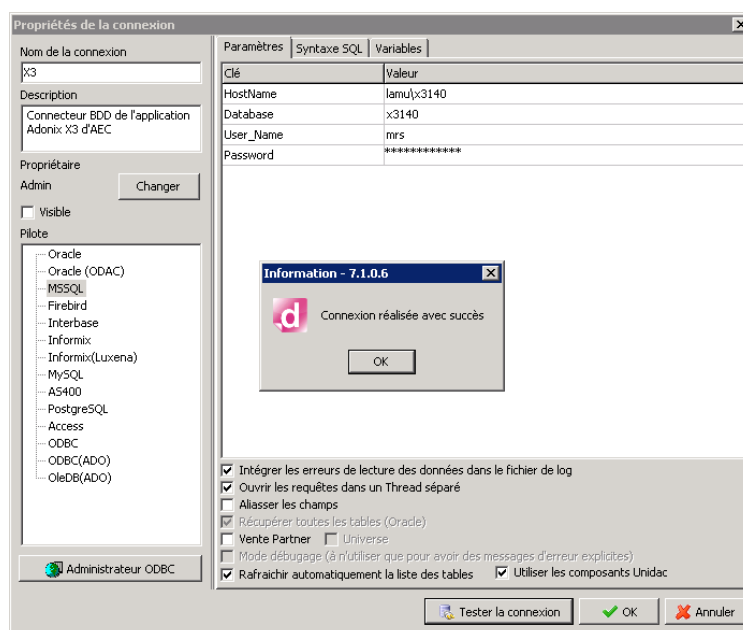 Propriétés de la connexion
Nom de la connexion
X3
Description
Connecteur BDD de l'application
Adonix X3 d'AEC
Propriétaire
Admin
Changer
Visible
Pilote
Oracle
Oracle (ODAC)
MSSQL
Firebird
Interbase
Informix
Informix(Luxena)
MySQL
AS400
PostgreSQL
Access
ODBC
ODBC(ADO)
OleDB(ADO)
Administrateur ODBC
Paramètres Syntaxe SQL Variables
Clé Valeur
HostName lamu\x3140
Database x3140
User_Name mrs
Password ************
Information - 7.1.0.6
d
Connexion réalisée avec succès
OK
Intégrer les erreurs de lecture des données dans le fichier de log
Ouvrir les requêtes dans un Thread séparé
Aliasser les champs
Récupérer toutes les tables (Oracle)
Vente Partner Universe
Mode débugage (à n'utiliser que pour avoir des messages d'erreur explicites)
Rafraichir automatiquement la liste des tables Utiliser les composants Unidac
Tester la connexion OK Annuler